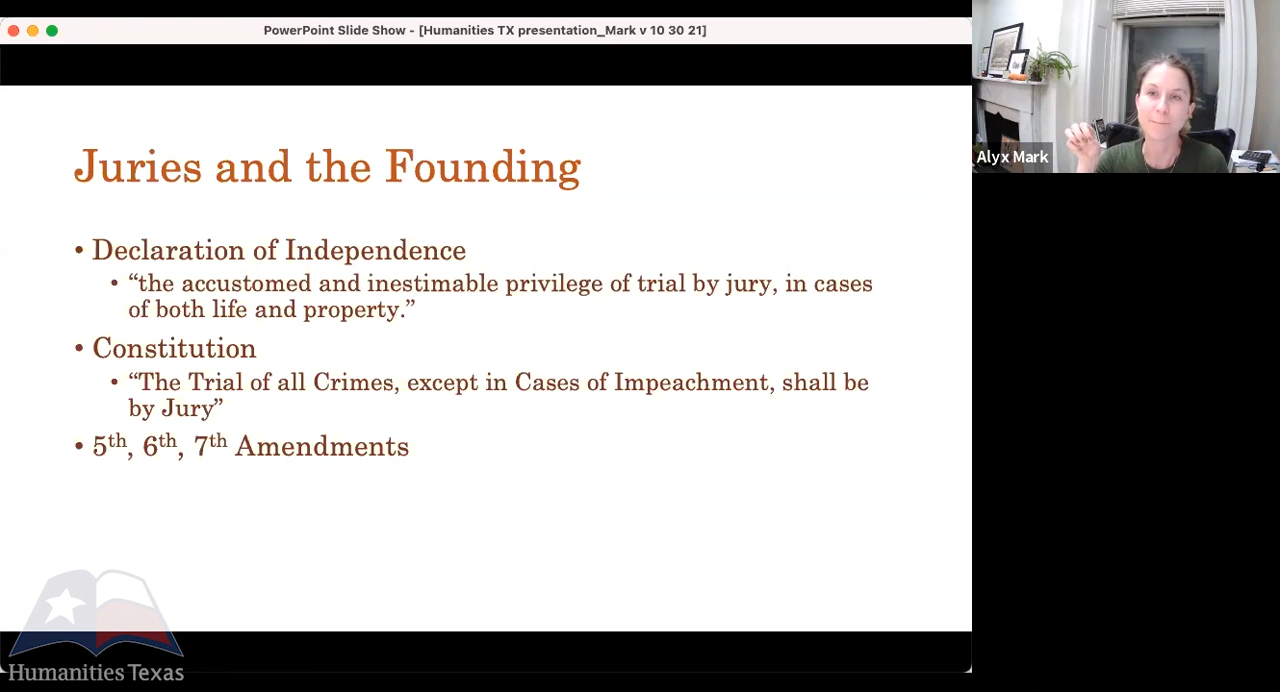 PowerPoint Slide Show - [Humanities TX presentation_Mark v 10 30 21]
Alyx Mark
Juries and the Founding
• Declaration of Independence
• “the accustomed and inestimable privilege of trial by jury, in cases
of both life and property.”
• Constitution
• “The Trial of all Crimes, except in Cases of Impeachment, shall be
by Jury”
• 5th, 6th, 7th Amendments
Humanities Texas